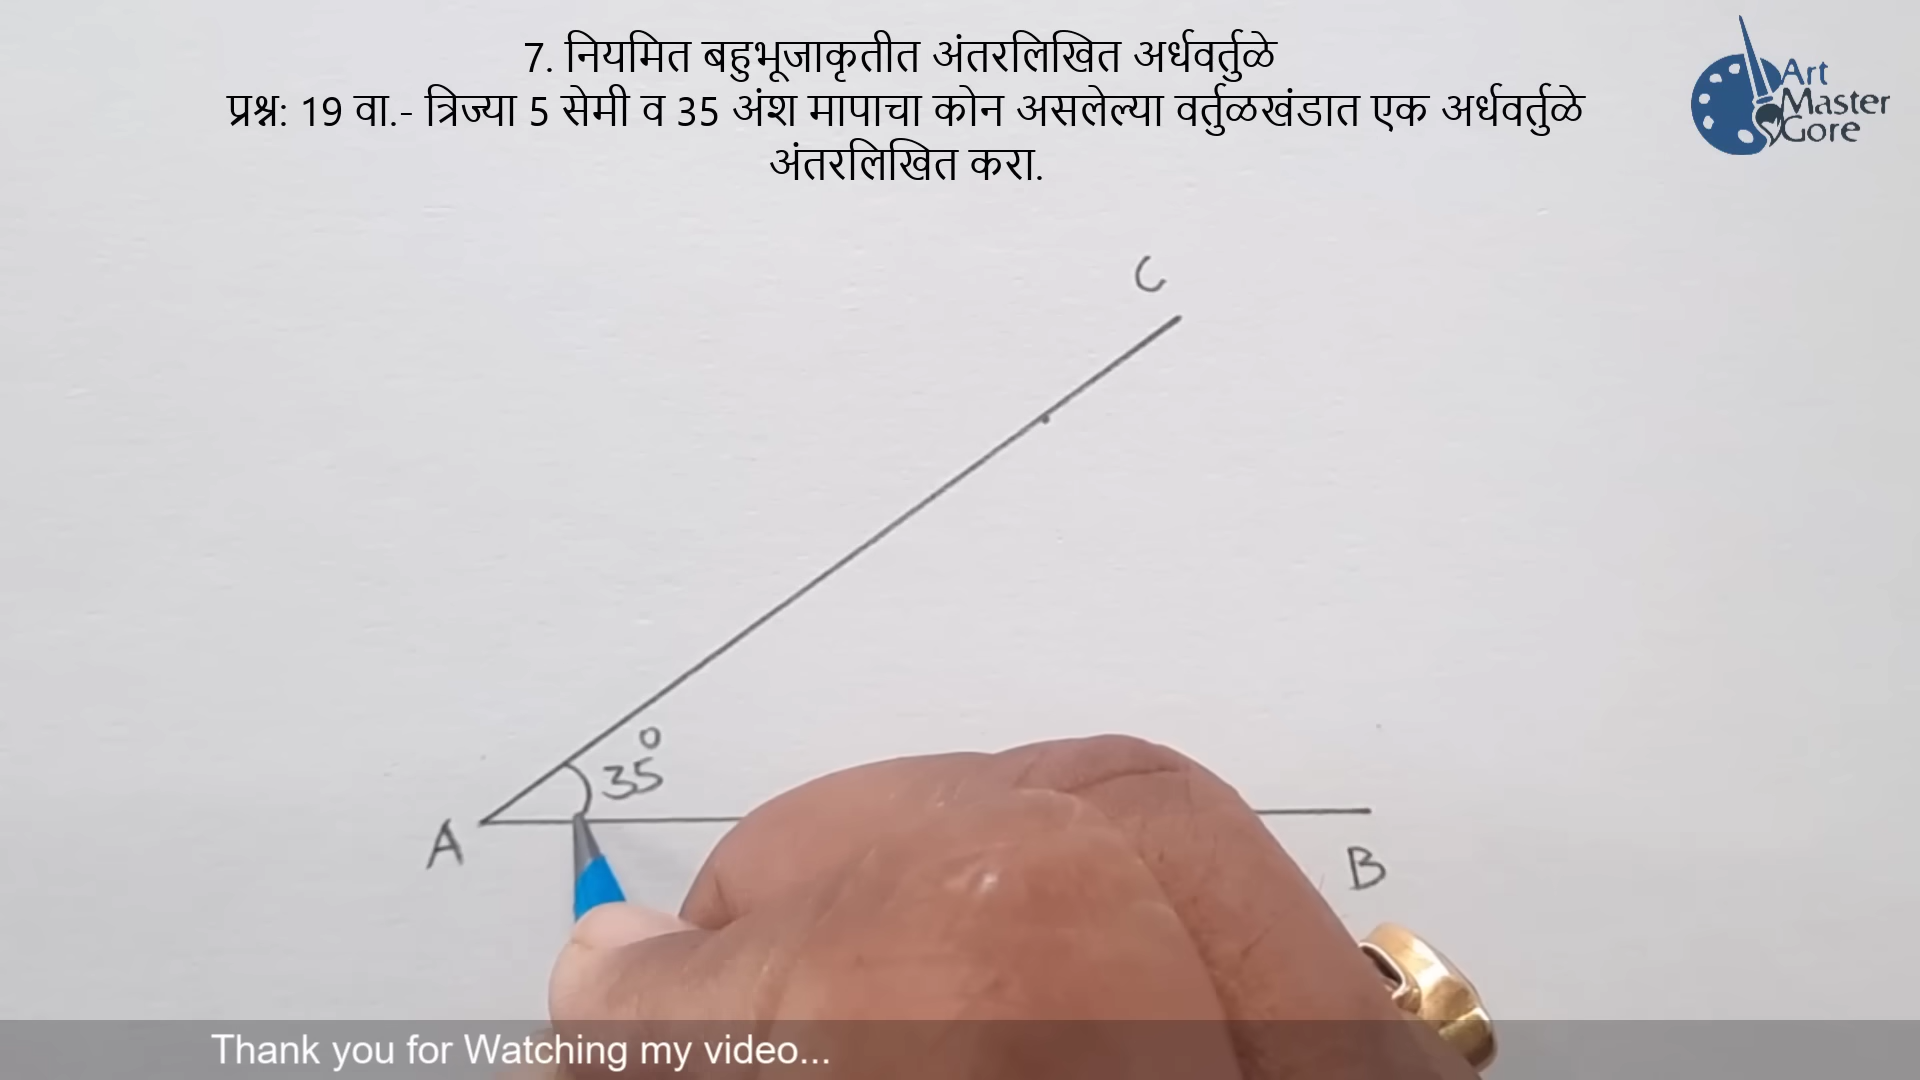 7. नियमित बहुभूजाकृतीत अंतरलिखित अर्धवर्तुळे
प्रश्न: 19 वा.- त्रिज्या 5 सेमी व 35 अंश मापाचा कोन असलेल्या वर्तुळखंडात एक अर्धवर्तुळे
अंतरलिखित करा.
Art
Master
Gore
C
35°
A
B
Thank you for Watching my video...